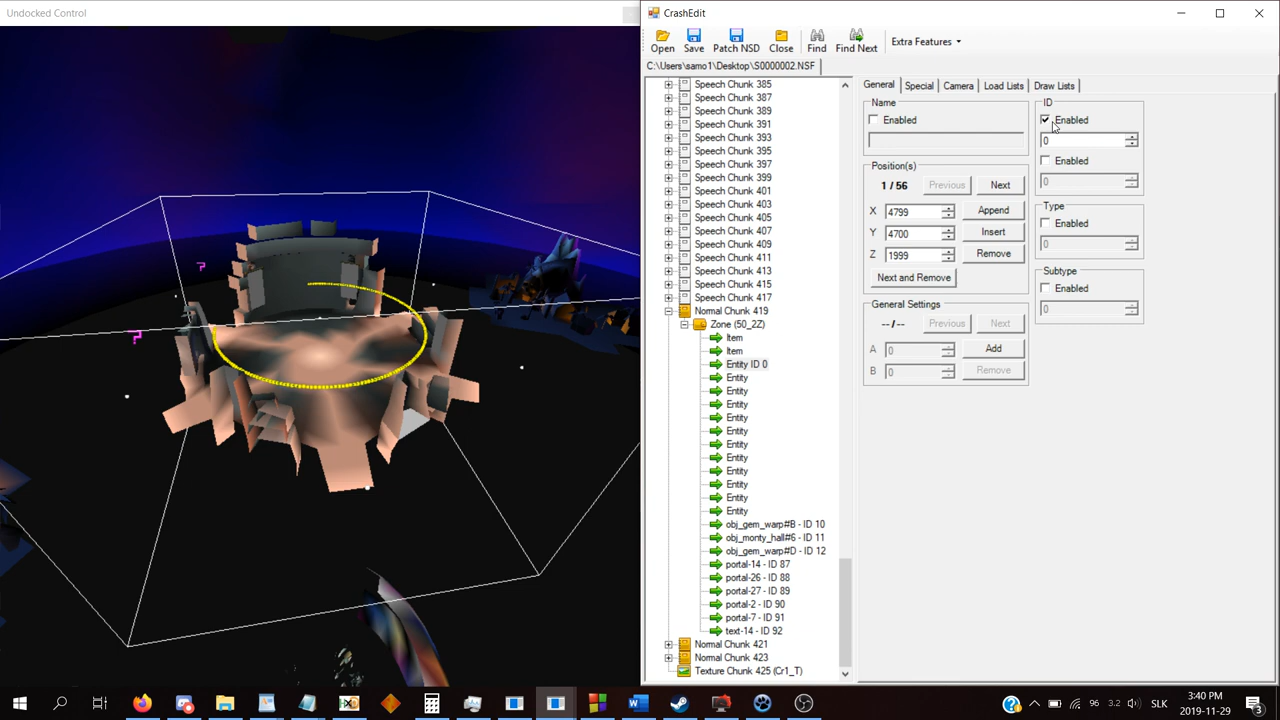 Undocked Control
CrashEdit
Open
Save
Patch NSD
Close
Find
Find Next
Extra Features
C:\Users\samo1\Desktop\S0000002.NSF
Speech Chunk 385
Speech Chunk 387
Speech Chunk 389
Speech Chunk 391
Speech Chunk 393
Speech Chunk 395
Speech Chunk 397
Speech Chunk 399
Speech Chunk 401
Speech Chunk 403
Speech Chunk 405
Speech Chunk 407
Speech Chunk 409
Speech Chunk 411
Speech Chunk 413
Speech Chunk 415
Speech Chunk 417
Normal Chunk 419
Zone (50_2Z)
Item
Item
Entity ID 0
Entity
Entity
Entity
Entity
Entity
Entity
Entity
Entity
Entity
Entity
Entity
obj_gem_warp#B - ID 10
obj_monty_hall#6 - ID 11
obj_gem_warp#D - ID 12
portal-14 - ID 87
portal-26 - ID 88
portal-27 - ID 89
portal-2 - ID 90
portal-7 - ID 91
text-14 - ID 92
Normal Chunk 421
Normal Chunk 423
Texture Chunk 425 (Cr1_T)
General
Special
Camera
Load Lists
Draw Lists
Name
Enabled
Position(s)
1 / 56
Previous
Next
X
4799
Append
Y
4700
Insert
Z
1999
Remove
Next and Remove
General Settings
-- / --
Previous
Next
A
0
Add
B
0
Remove
ID
Enabled
0
Enabled
0
Type
Enabled
0
Subtype
Enabled
0
?
?
96
3.2
SLK
3:40 PM
2019-11-29
3